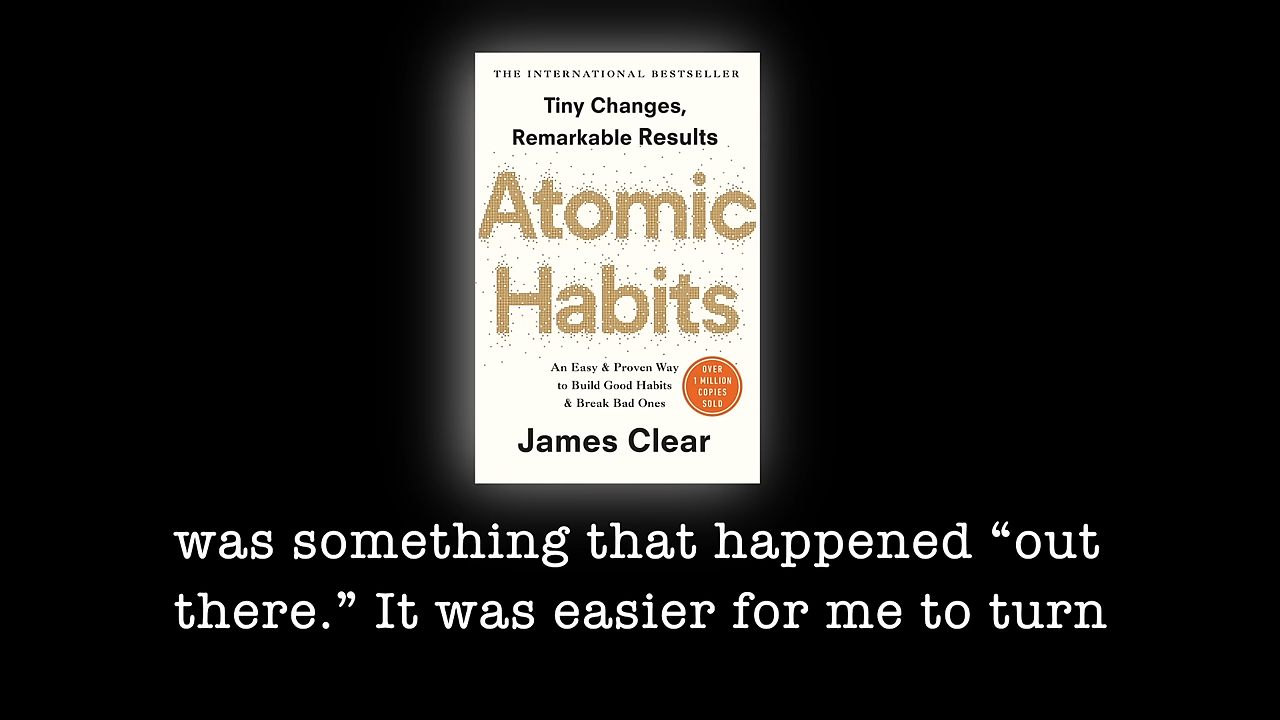 THE INTERNATIONAL BESTSELLER
Tiny Changes,
Remarkable Results
Atomic
Habits
An Easy & Proven Way
to Build Good Habits
& Break Bad Ones
OVER
1 MILLION
COPIES
SOLD
James Clear
was something that happened “out
there.” It was easier for me to turn